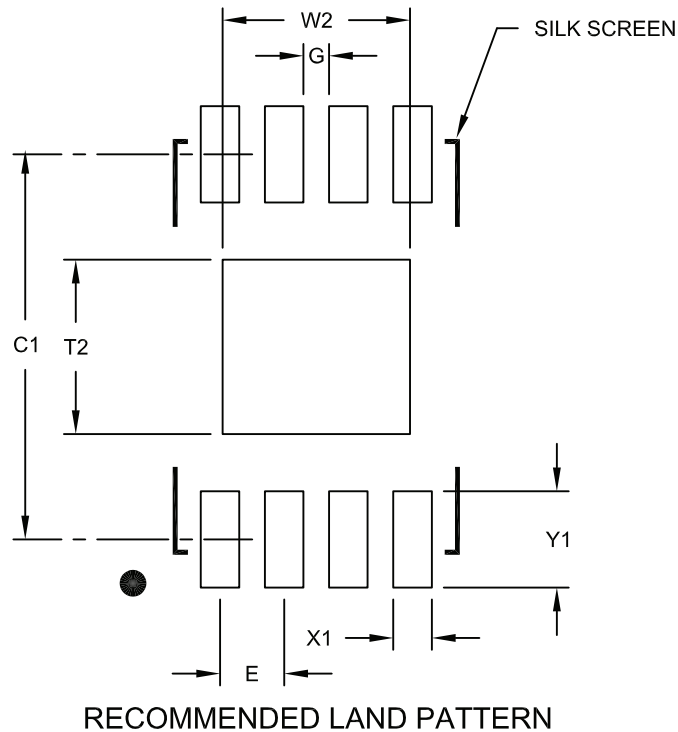 W2
SILK SCREEN
G
C1
T2
Y1
X1
E
RECOMMENDED LAND PATTERN